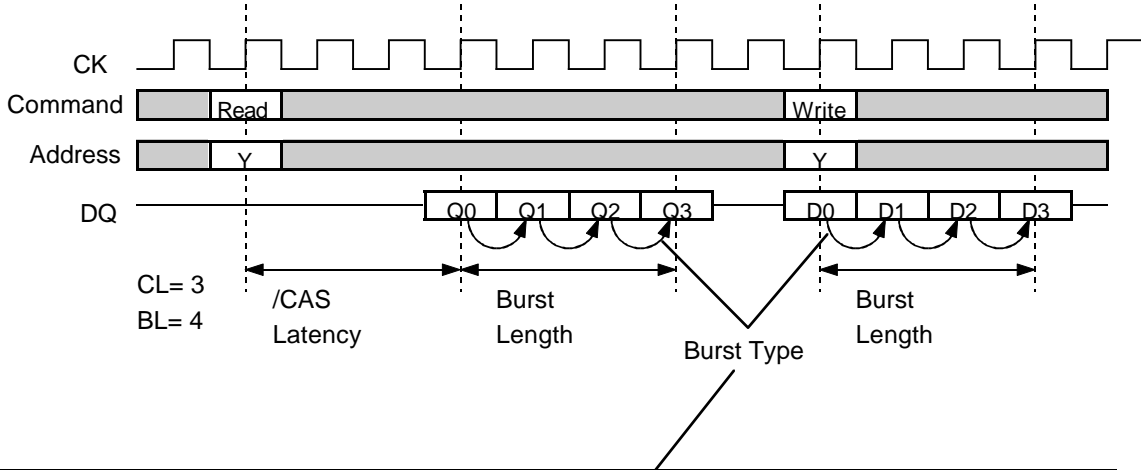 CK
Command
Read
Write
Address
Y
Y
DQ
Q0 Q1 Q2 Q3
D0 D1 D2 D3
CL= 3
BL= 4
/CAS
Latency
Burst
Length
Burst Type
Burst
Length